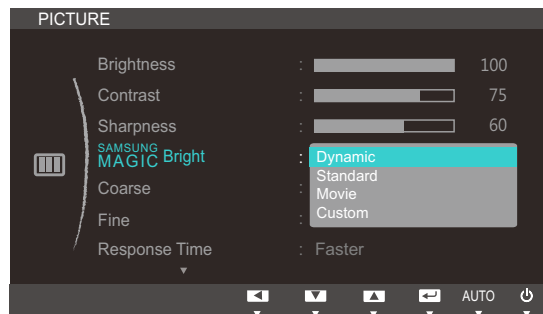 PICTURE
Brightness : 100
Contrast : 75
Sharpness : 60
SAMSUNG
MAGIC Bright : Dynamic
Standard
Movie
Custom
Coarse :
Fine :
Response Time : Faster
AUTO